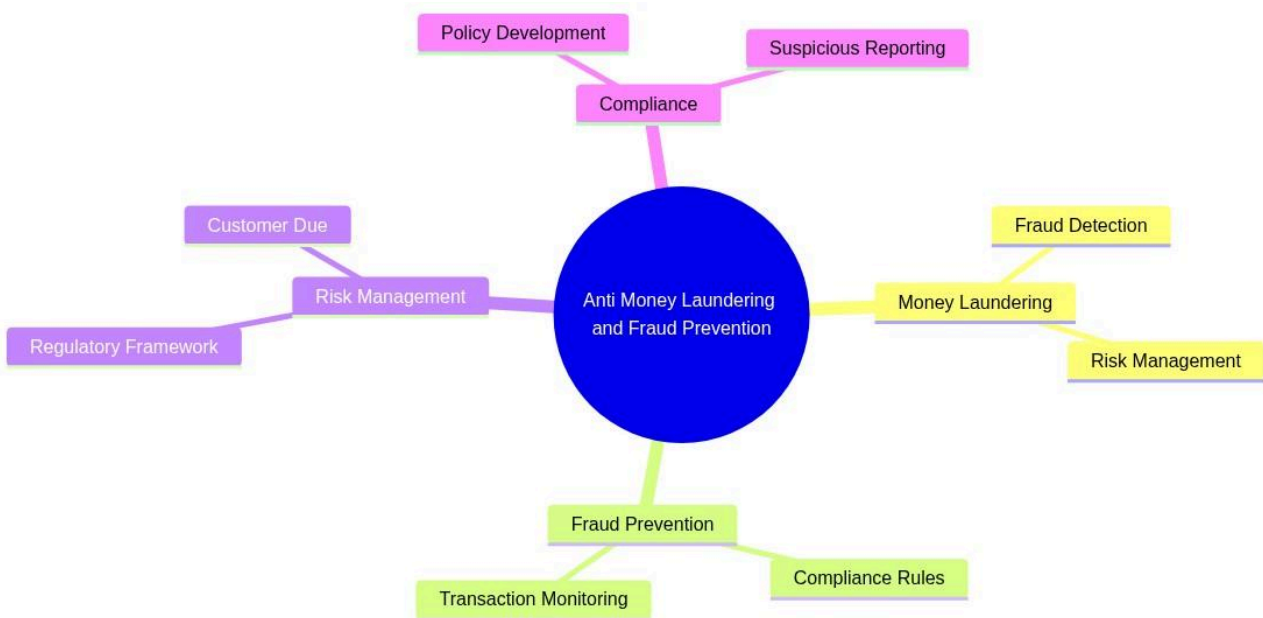 Policy Development
Suspicious Reporting
Compliance
Customer Due
Fraud Detection
Risk Management
Money Laundering
Anti Money Laundering
and Fraud Prevention
Regulatory Framework
Risk Management
Fraud Prevention
Compliance Rules
Transaction Monitoring